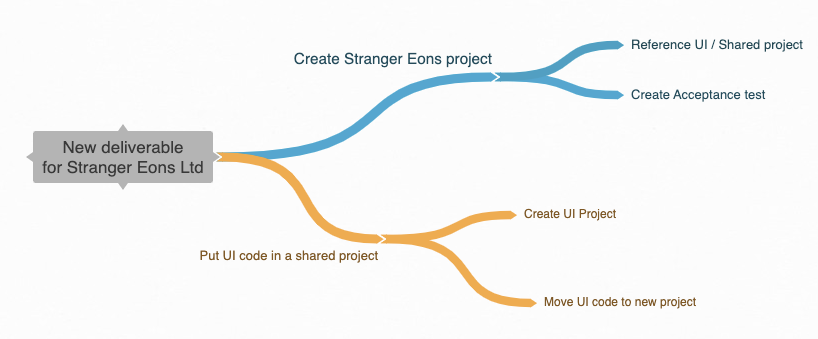 New deliverable
for Stranger Eons Ltd
Create Stranger Eons project
Reference UI / Shared project
Create Acceptance test
Put UI code in a shared project
Create UI Project
Move UI code to new project